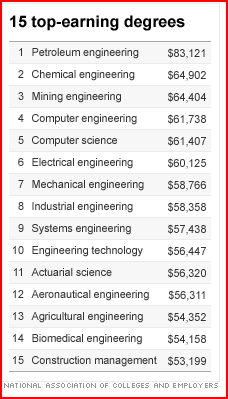 15 top-earning degrees
1 Petroleum engineering $83,121
2 Chemical engineering $64,902
3 Mining engineering $64,404
4 Computer engineering $61,738
5 Computer science $61,407
6 Electrical engineering $60,125
7 Mechanical engineering $58,766
8 Industrial engineering $58,358
9 Systems engineering $57,438
10 Engineering technology $56,447
11 Actuarial science $56,320
12 Aeronautical engineering $56,311
13 Agricultural engineering $54,352
14 Biomedical engineering $54,158
15 Construction management $53,199
NATIONAL ASSOCIATION OF COLLEGES AND EMPLOYERS